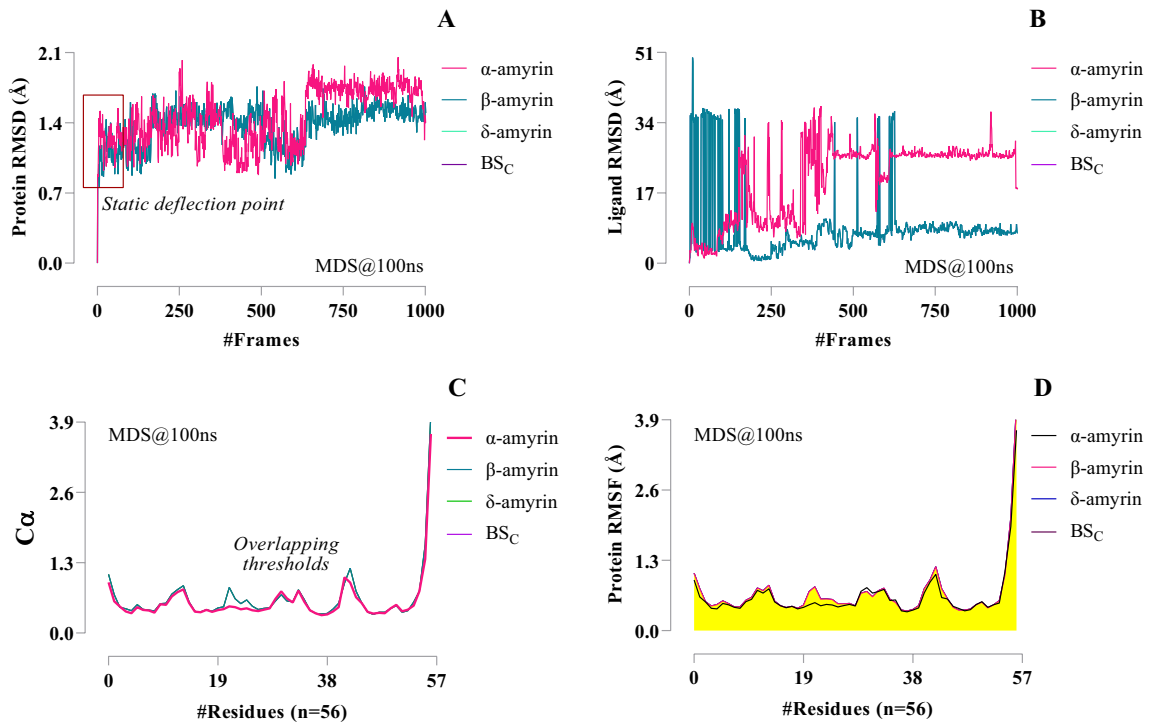 A
Protein RMSD (Å)
2.1
1.4
0.7
0.0
Static deflection point
MDS@100ns
0 250 500 750 1000
#Frames
α-amyrin
β-amyrin
δ-amyrin
BSC
B
Ligand RMSD (Å)
51
34
17
0
MDS@100ns
0 250 500 750 1000
#Frames
α-amyrin
β-amyrin
δ-amyrin
BSC
C
Cα
3.9
2.6
1.3
0.0
MDS@100ns
Overlapping
thresholds
0 19 38 57
#Residues (n=56)
α-amyrin
β-amyrin
δ-amyrin
BSC
D
Protein RMSF (Å)
3.9
2.6
1.3
0.0
MDS@100ns
0 19 38 57
#Residues (n=56)
α-amyrin
β-amyrin
δ-amyrin
BSC